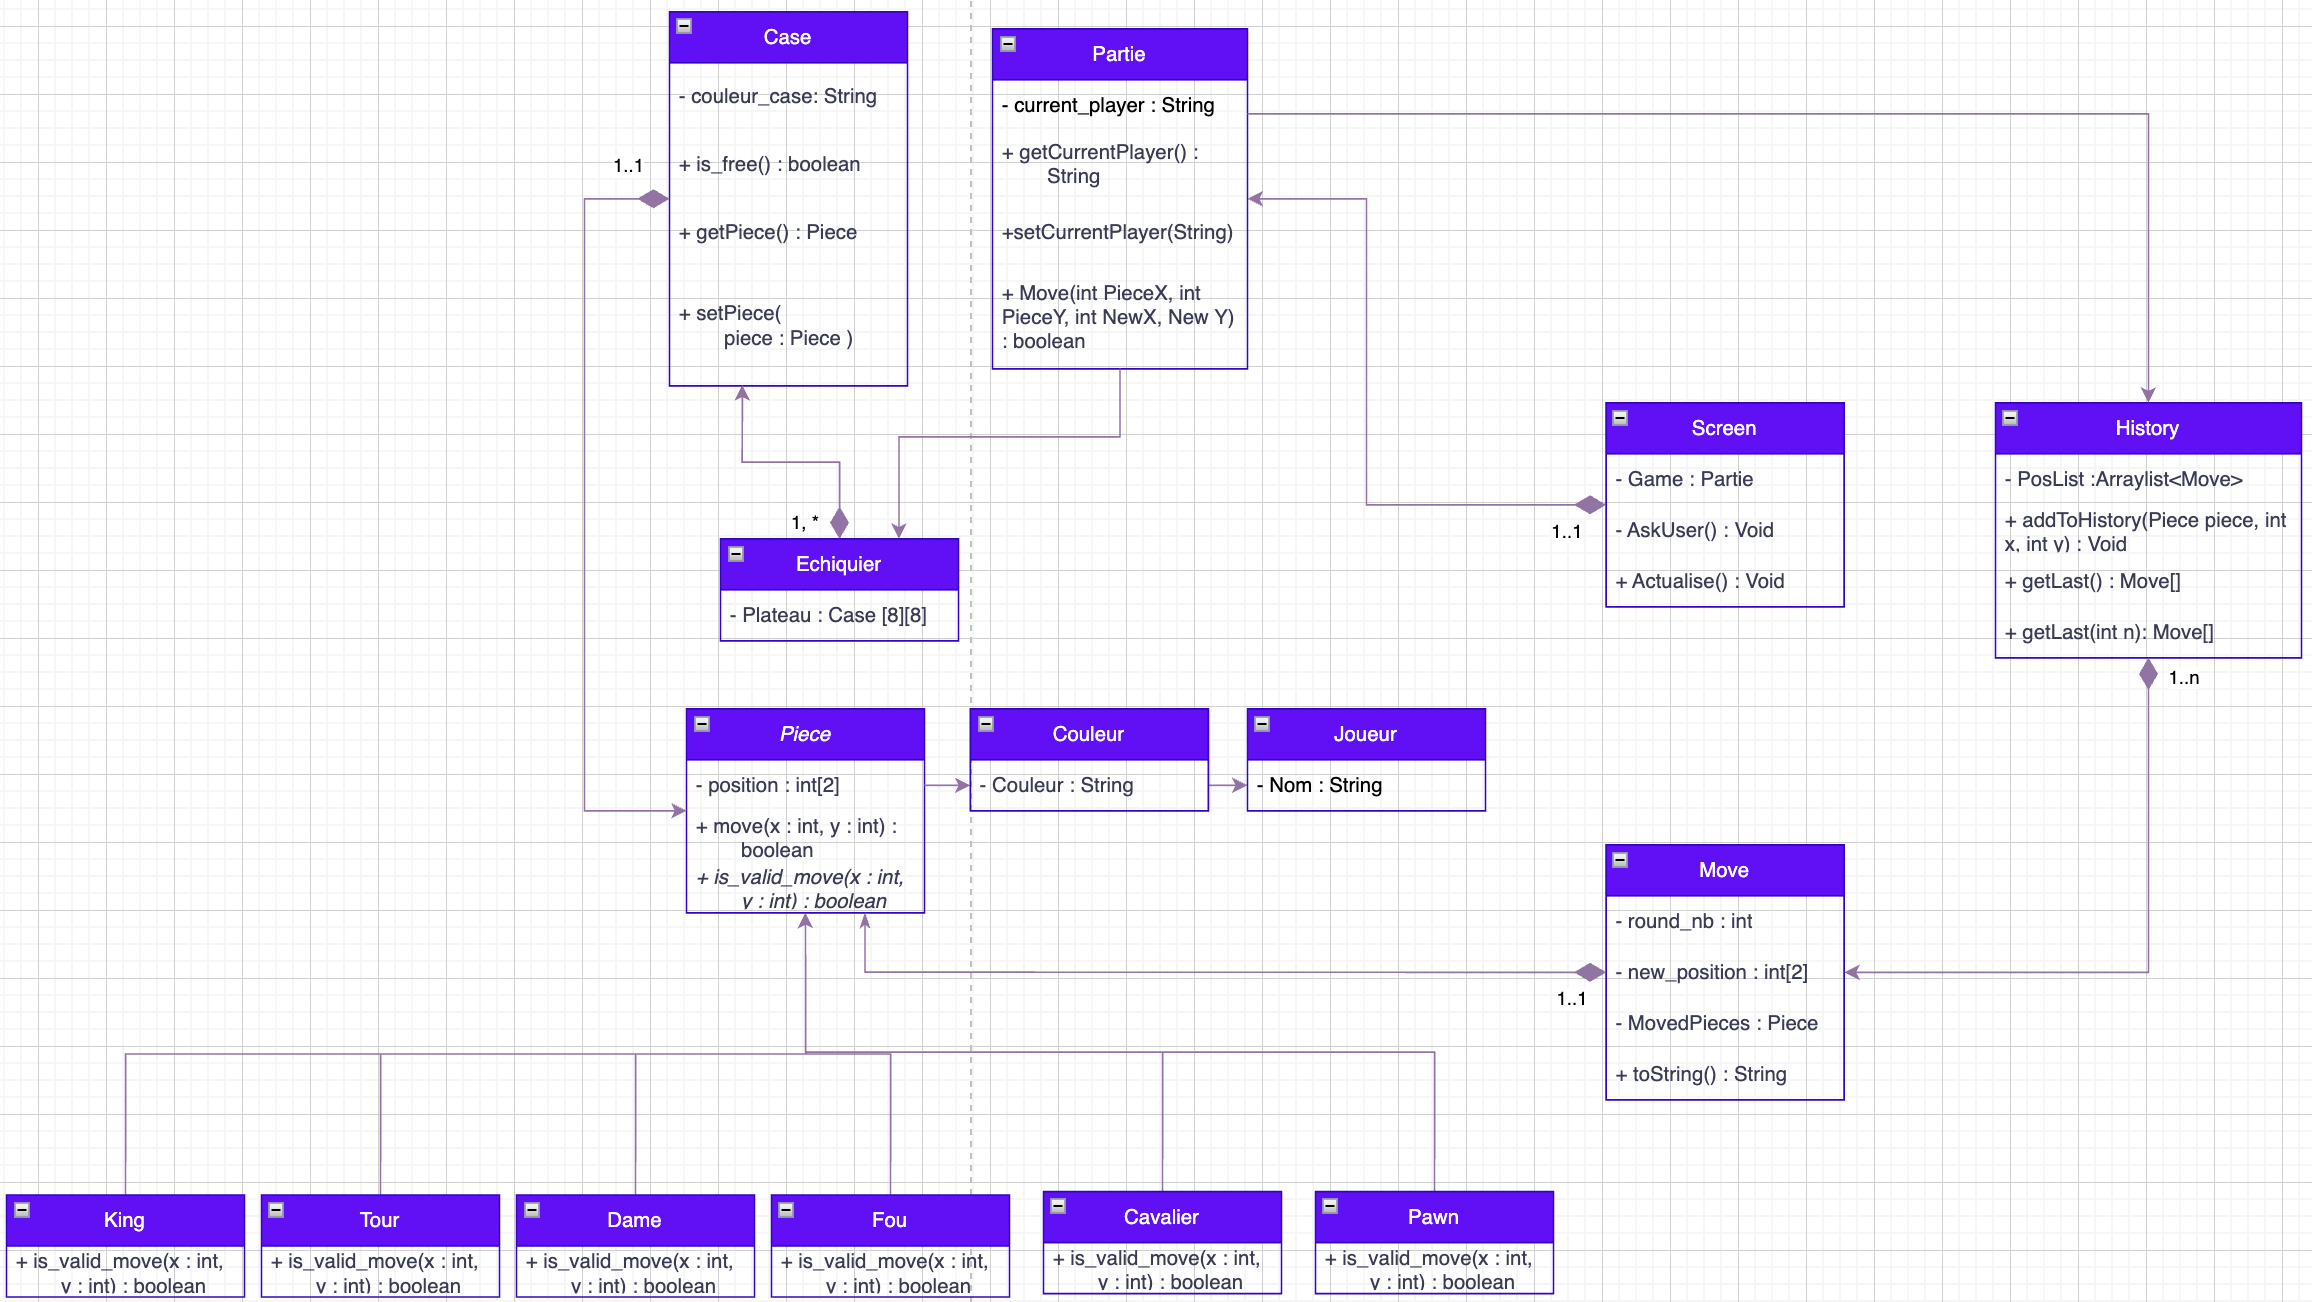 Case
- couleur_case: String
+ is_free() : boolean
+ getPiece() : Piece
+ setPiece(
piece : Piece )
1..1
Partie
- current_player : String
+ getCurrentPlayer() :
String
+setCurrentPlayer(String)
+ Move(int PieceX, int
PieceY, int NewX, New Y)
: boolean
1, *
Echiquier
- Plateau : Case [8][8]
Screen
- Game : Partie
- AskUser() : Void
+ Actualise() : Void
1..1
History
- PosList :Arraylist<Move>
+ addToHistory(Piece piece, int
x, int y) : Void
+ getLast() : Move[]
+ getLast(int n): Move[]
1..n
Piece
- position : int[2]
+ move(x : int, y : int) :
boolean
+ is_valid_move(x : int,
y : int) : boolean
Couleur
- Couleur : String
Joueur
- Nom : String
Move
- round_nb : int
- new_position : int[2]
- MovedPieces : Piece
+ toString() : String
1..1
King
+ is_valid_move(x : int,
y : int) : boolean
Tour
+ is_valid_move(x : int,
y : int) : boolean
Dame
+ is_valid_move(x : int,
y : int) : boolean
Fou
+ is_valid_move(x : int,
y : int) : boolean
Cavalier
+ is_valid_move(x : int,
y : int) : boolean
Pawn
+ is_valid_move(x : int,
y : int) : boolean